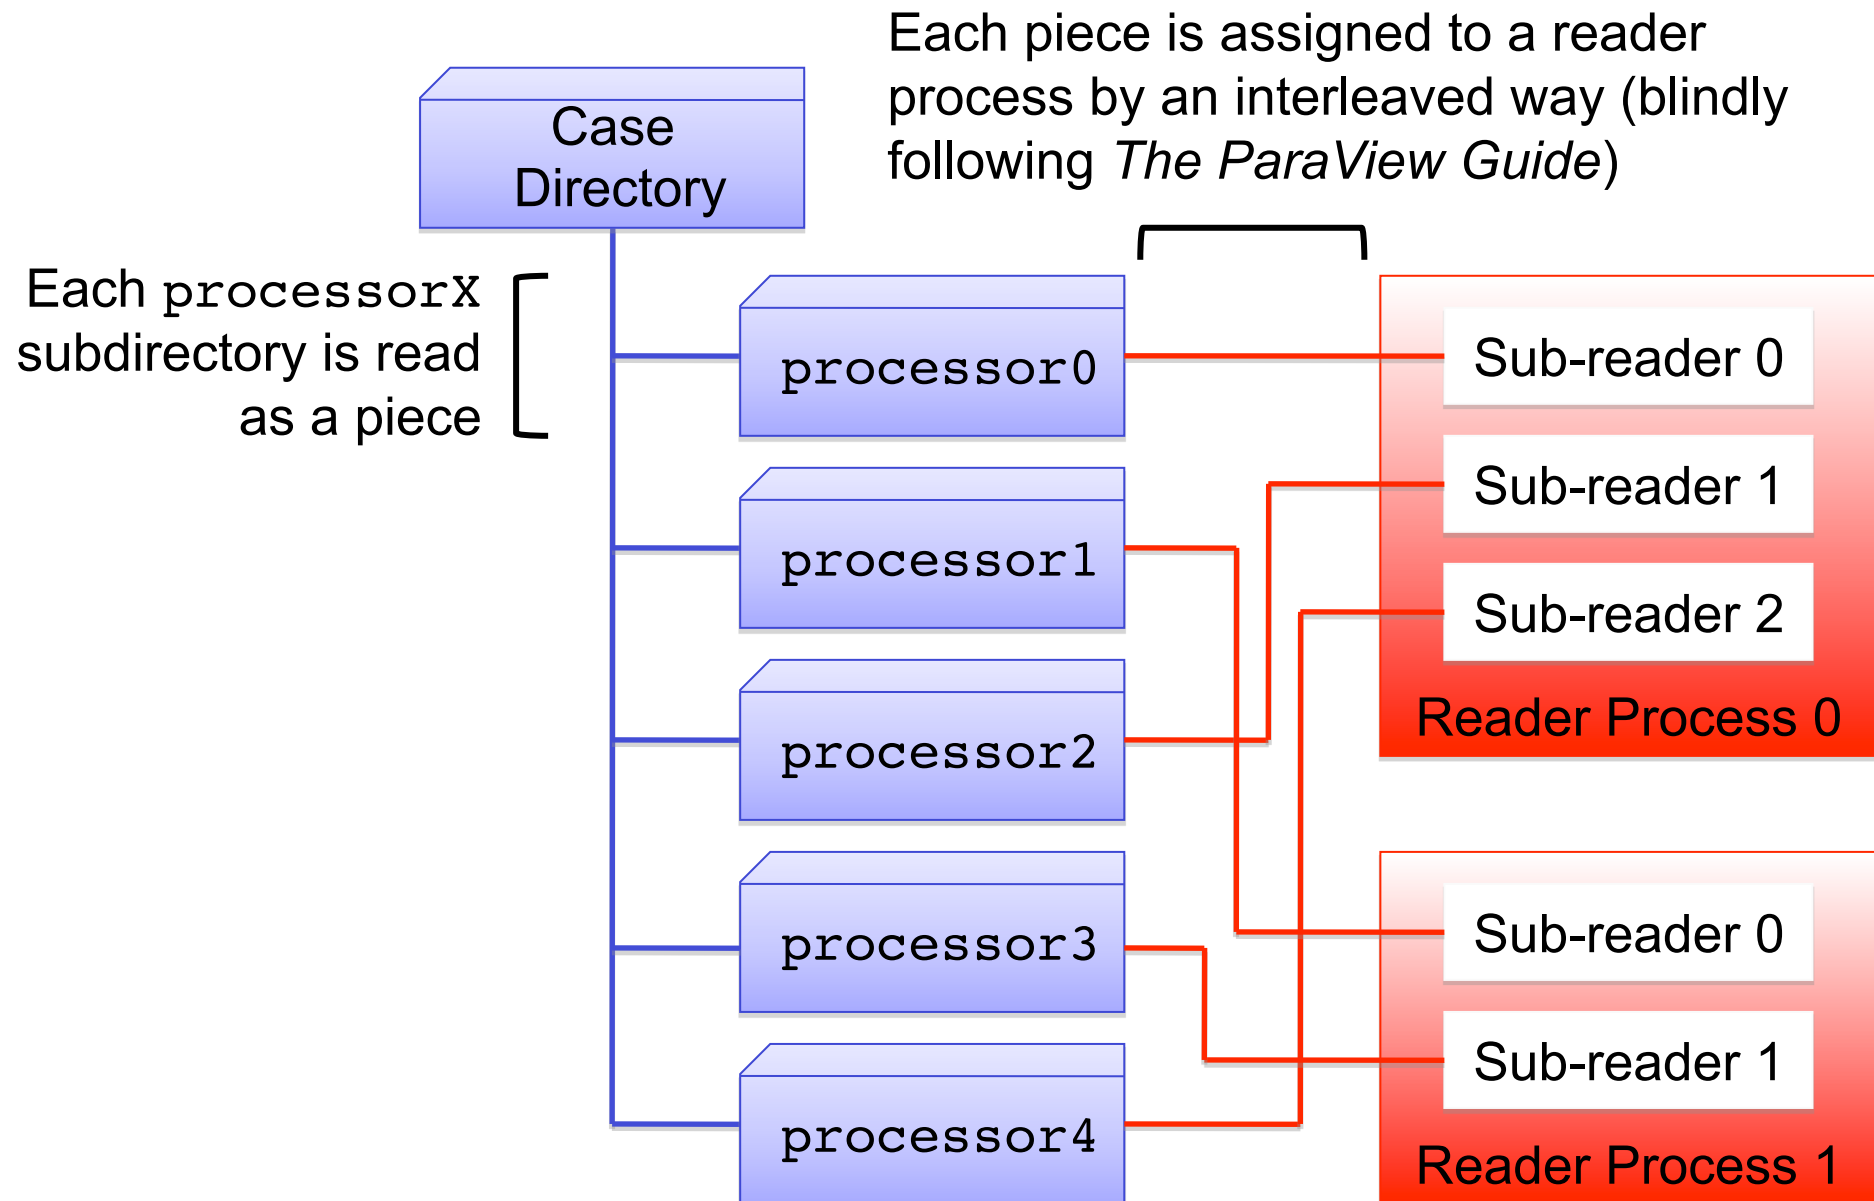 Each piece is assigned to a reader
process by an interleaved way (blindly
following The ParaView Guide)
Case
Directory
Each processorX
subdirectory is read
as a piece
processor0
processor1
processor2
processor3
processor4
Sub-reader 0
Sub-reader 1
Sub-reader 2
Reader Process 0
Sub-reader 0
Sub-reader 1
Reader Process 1